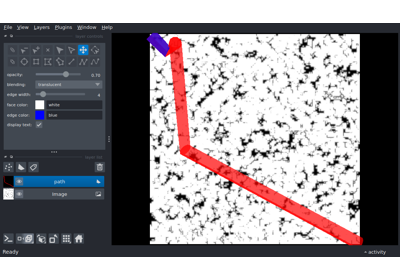 File View Layers Plugins Window Help
opacity: 0.70
blending: translucent
edge width: 4
face color: white
edge color: blue
display text:
path
Image
Ready
activity